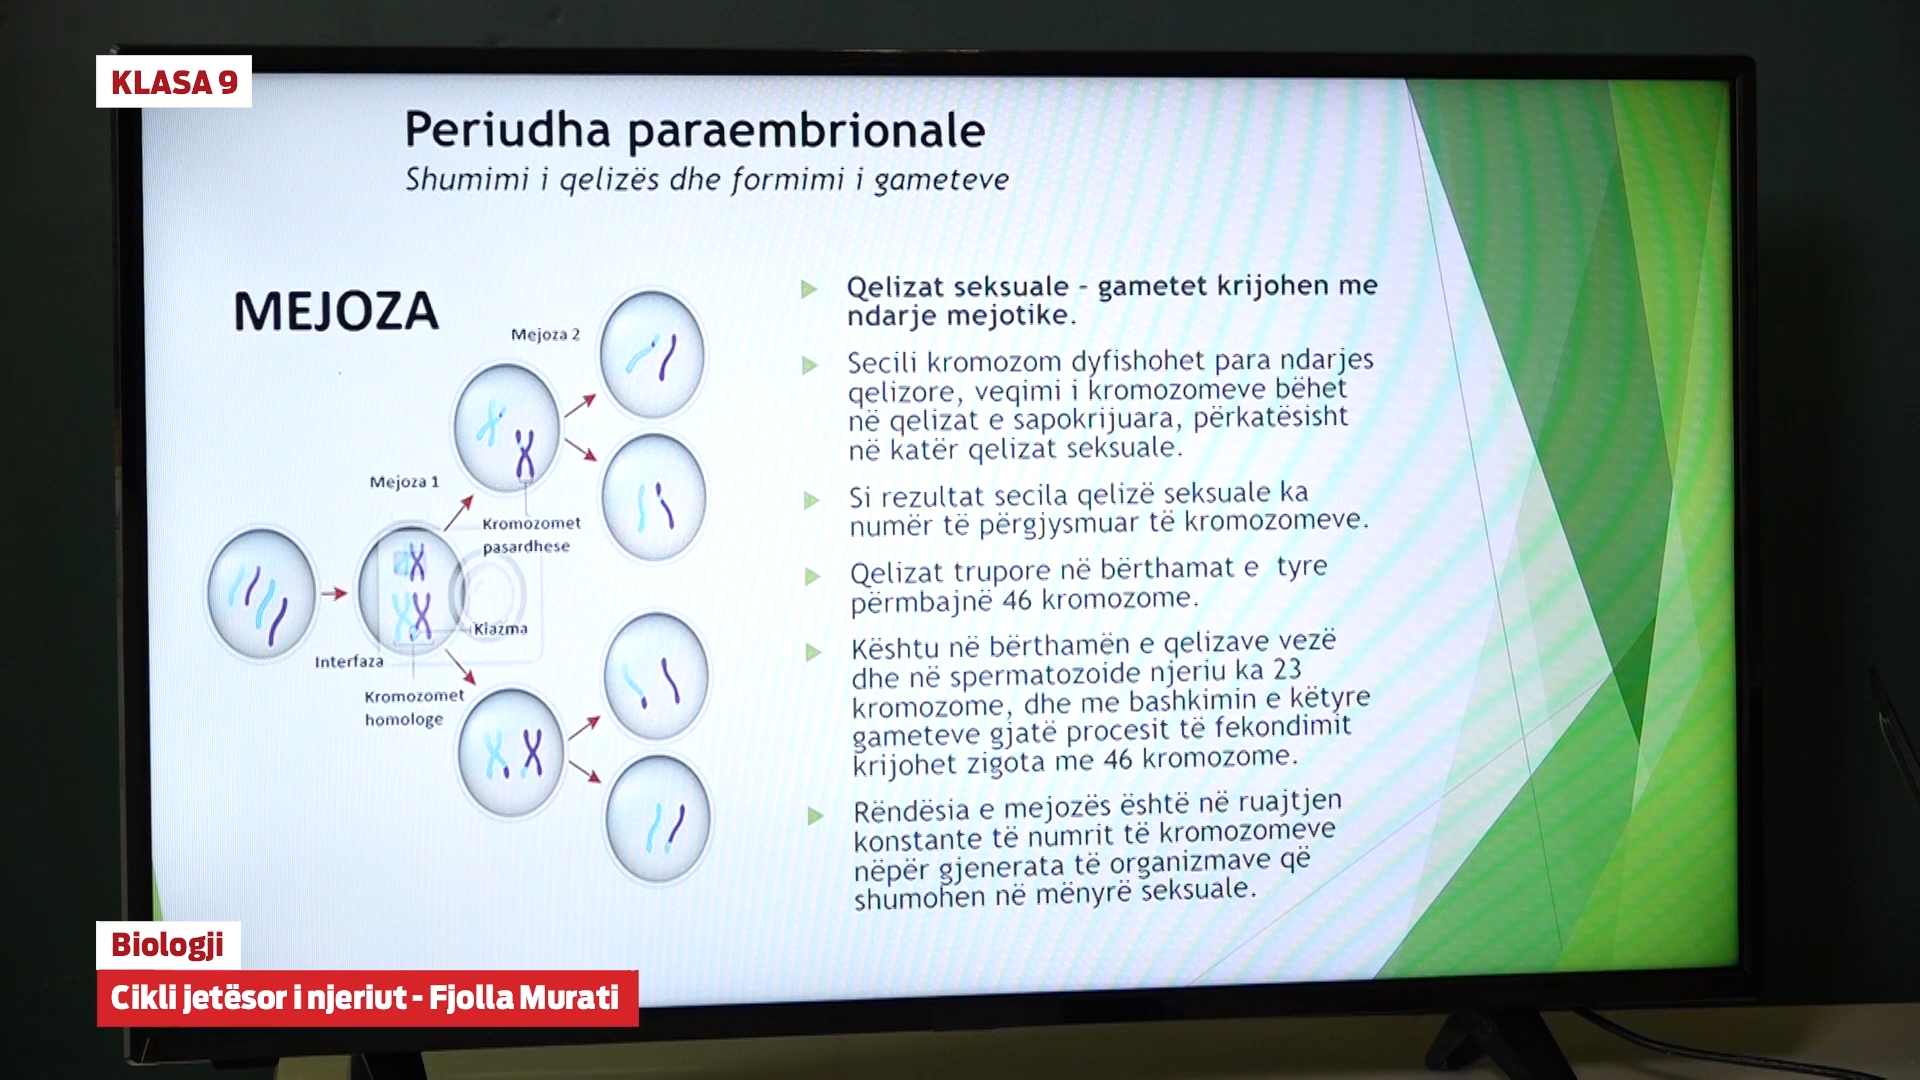 KLASA 9
Periudha paraembrionale
Shumimi i qelizës dhe formimi i gameteve
MEJOZA
Mejoza 2
Mejoza 1
Kromozomet
pasardhese
Kiazma
Interfaza
Kromozomet
homologe
Qelizat seksuale - gametet krijohen me
ndarje mejotike.
Secili kromozom dyfishohet para ndarjes
qelizore, veqimi i kromozomeve bëhet
në qelizat e sapokrijuara, përkatësisht
në katër qelizat seksuale.
Si rezultat secila qelizë seksuale ka
numër të përgjysmuar të kromozomeve.
Qelizat trupore në bërthamat e tyre
përmbajnë 46 kromozome.
Kështu në bërthamën e qelizave vezë
dhe në spermatozoide njeriu ka 23
kromozome, dhe me bashkimin e këtyre
gameteve gjatë procesit të fekondimit
krijohet zigota me 46 kromozome.
Rëndësia e mejozës është në ruajtjen
konstante të numrit të kromozomeve
nëpër gjenerata të organizmave që
shumohen në mënyrë seksuale.
Biologji
Cikli jetësor i njeriut - Fjolla Murati